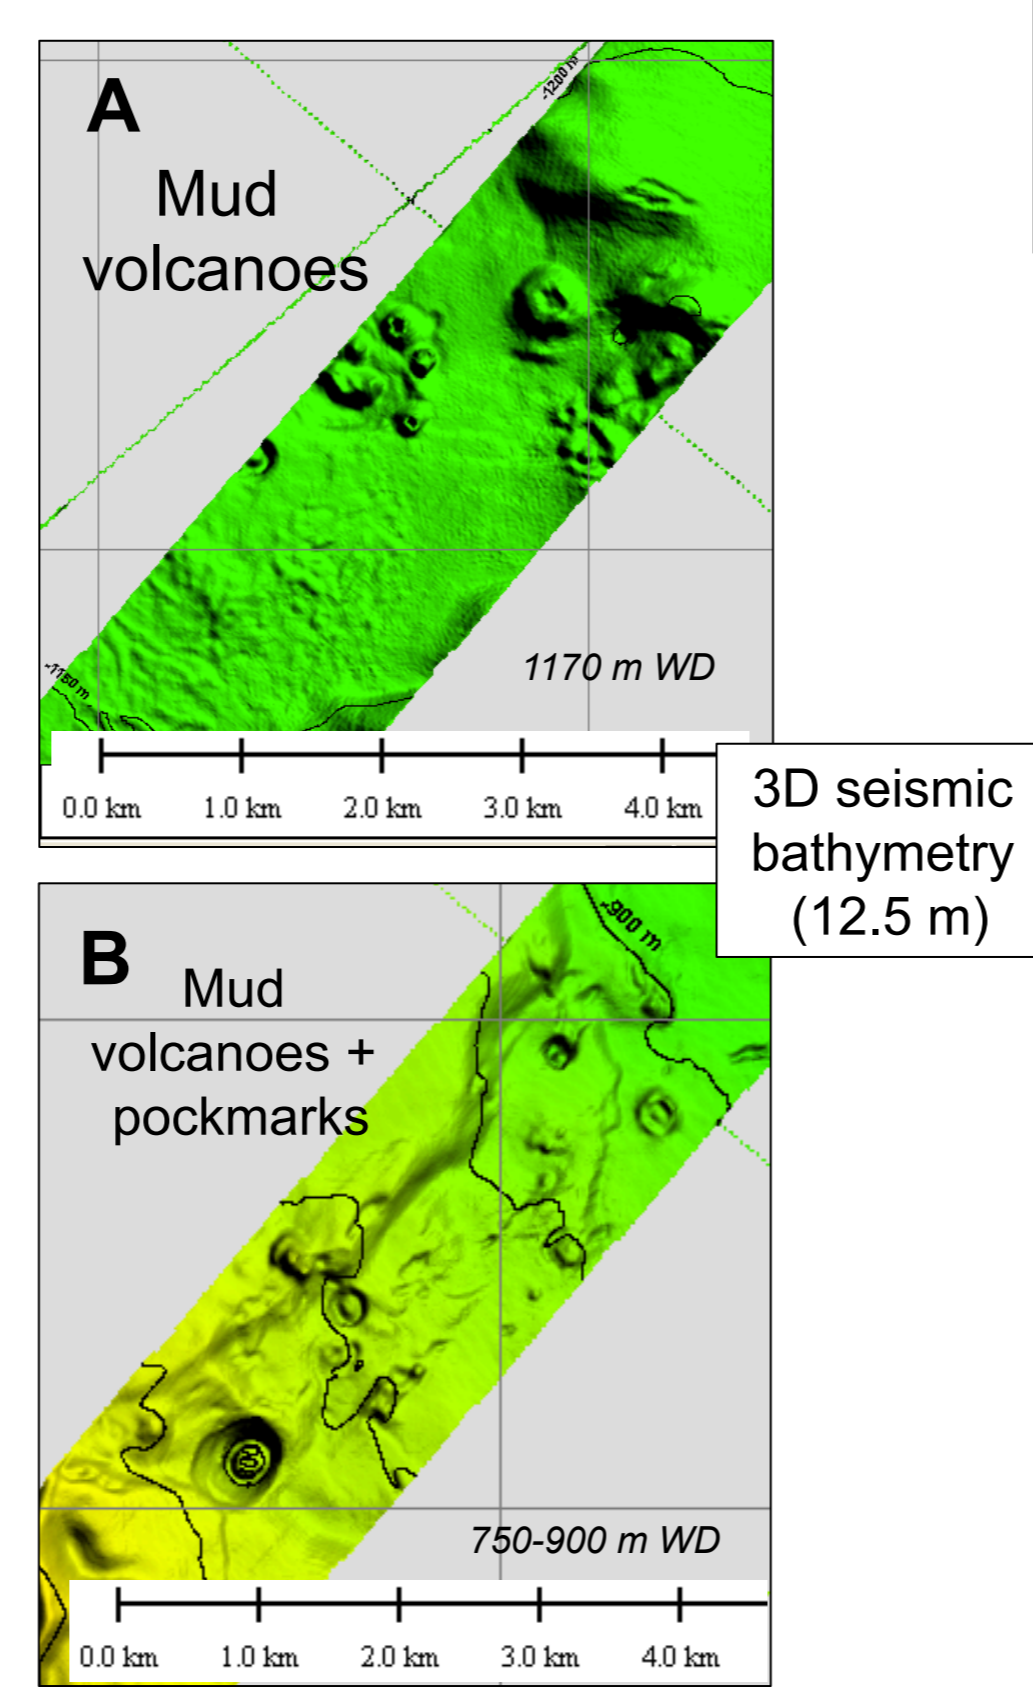 A
Mud
volcanoes
-1200 m
-1150 m
1170 m WD
0.0 km 1.0 km 2.0 km 3.0 km 4.0 km
3D seismic
bathymetry
(12.5 m)
B
Mud
volcanoes +
pockmarks
-900 m
750-900 m WD
0.0 km 1.0 km 2.0 km 3.0 km 4.0 km